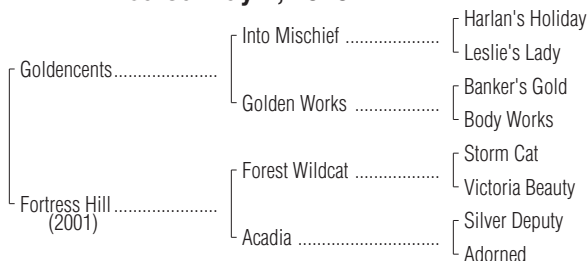 Goldencents
Into Mischief
Harlan's Holiday
Leslie's Lady
Golden Works
Banker's Gold
Body Works
Fortress Hill
(2001)
Forest Wildcat
Storm Cat
Victoria Beauty
Acadia
Silver Deputy
Adorned